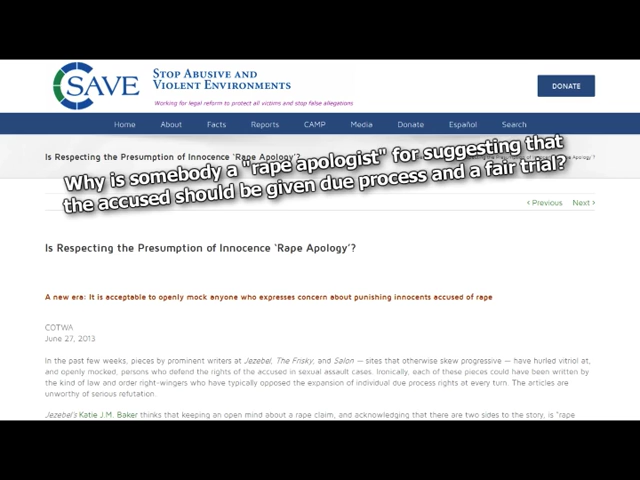 SAVE
STOP ABUSIVE AND
VIOLENT ENVIRONMENTS
Working for legal reform to protect all victims and stop false allegations
DONATE
Home About Facts Reports CAMP Media Donate Español Search
Is Respecting the Presumption of Innocence ‘Rape Apology’?
Why is somebody a "rape apologist" for suggesting that
the accused should be given due process and a fair trial?
‹ Previous Next ›
Is Respecting the Presumption of Innocence ‘Rape Apology’?
A new era: It is acceptable to openly mock anyone who expresses concern about punishing innocents accused of rape
COTWA
June 27, 2013
In the past few weeks, pieces by prominent writers at Jezebel, The Frisky, and Salon — sites that otherwise skew progressive — have hurled vitriol at,
and openly mocked, persons who defend the rights of the accused in sexual assault cases. Ironically, each of these pieces could have been written by
the kind of law and order right-wingers who have typically opposed the expansion of individual due process rights at every turn. The articles are
unworthy of serious refutation.
Jezebel's Katie J.M. Baker thinks that keeping an open mind about a rape claim, and acknowledging that there are two sides to the story, is "rape